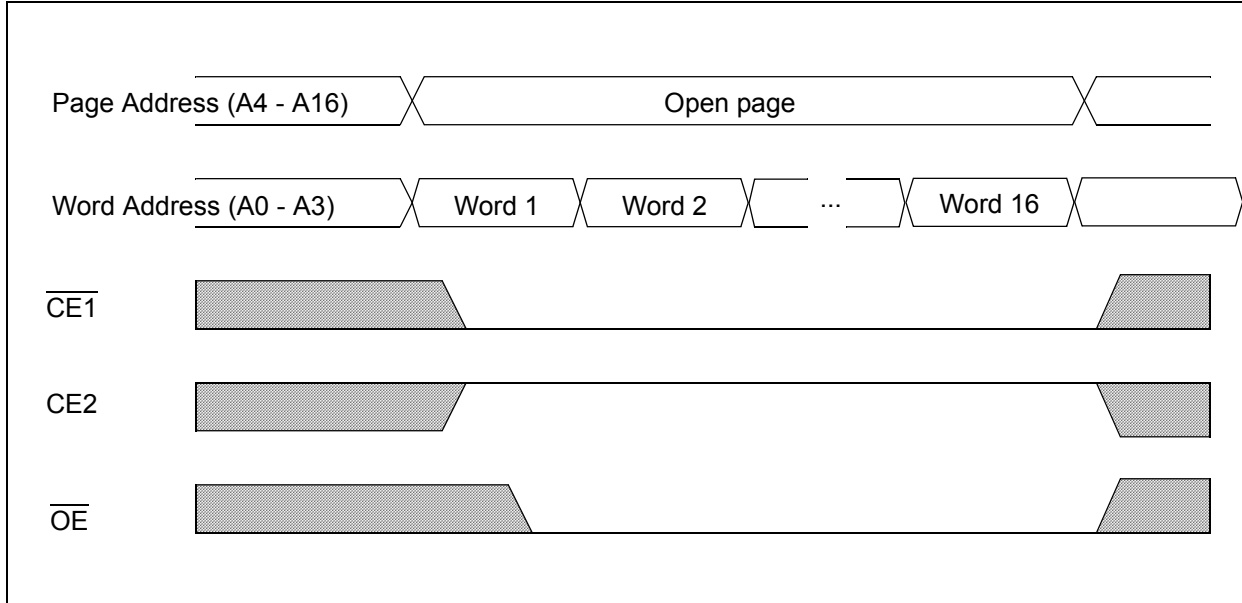 Page Address (A4 - A16)
Open page
Word Address (A0 - A3)
Word 1
Word 2
...
Word 16
CE1
CE2
OE